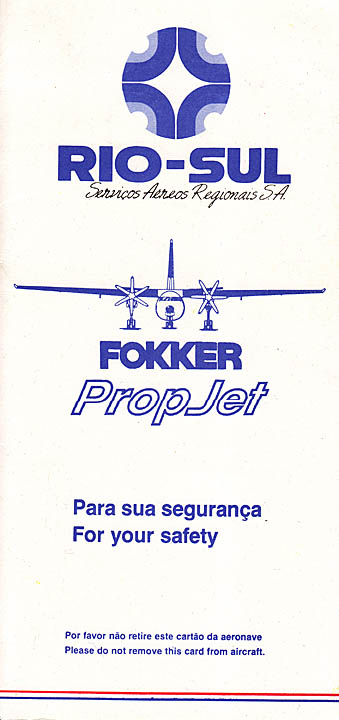 RIO-SUL
Serviços Aéreos Regionais S.A.
FOKKER
PropJet
Para sua segurança
For your safety
Por favor não retire este cartão da aeronave
Please do not remove this card from aircraft.